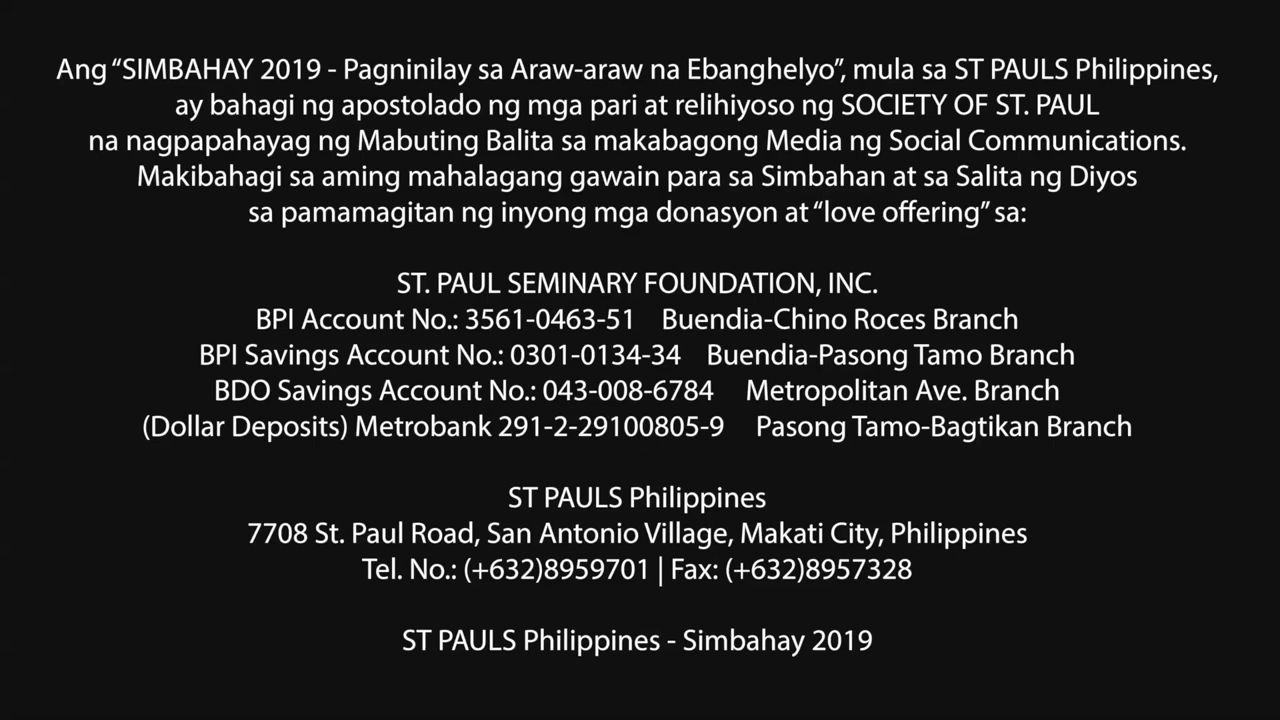 Ang “SIMBAHAY 2019 - Pagninilay sa Araw-araw na Ebanghelyo”, mula sa ST PAULS Philippines,
ay bahagi ng apostolado ng mga pari at relihiyoso ng SOCIETY OF ST. PAUL
na nagpapahayag ng Mabuting Balita sa makabagong Media ng Social Communications.
Makibahagi sa aming mahalagang gawain para sa Simbahan at sa Salita ng Diyos
sa pamamagitan ng inyong mga donasyon at “love offering” sa:
ST. PAUL SEMINARY FOUNDATION, INC.
BPI Account No.: 3561-0463-51 Buendia-Chino Roces Branch
BPI Savings Account No.: 0301-0134-34 Buendia-Pasong Tamo Branch
BDO Savings Account No.: 043-008-6784 Metropolitan Ave. Branch
(Dollar Deposits) Metrobank 291-2-29100805-9 Pasong Tamo-Bagtikan Branch
ST PAULS Philippines
7708 St. Paul Road, San Antonio Village, Makati City, Philippines
Tel. No.: (+632)8959701 | Fax: (+632)8957328
ST PAULS Philippines - Simbahay 2019